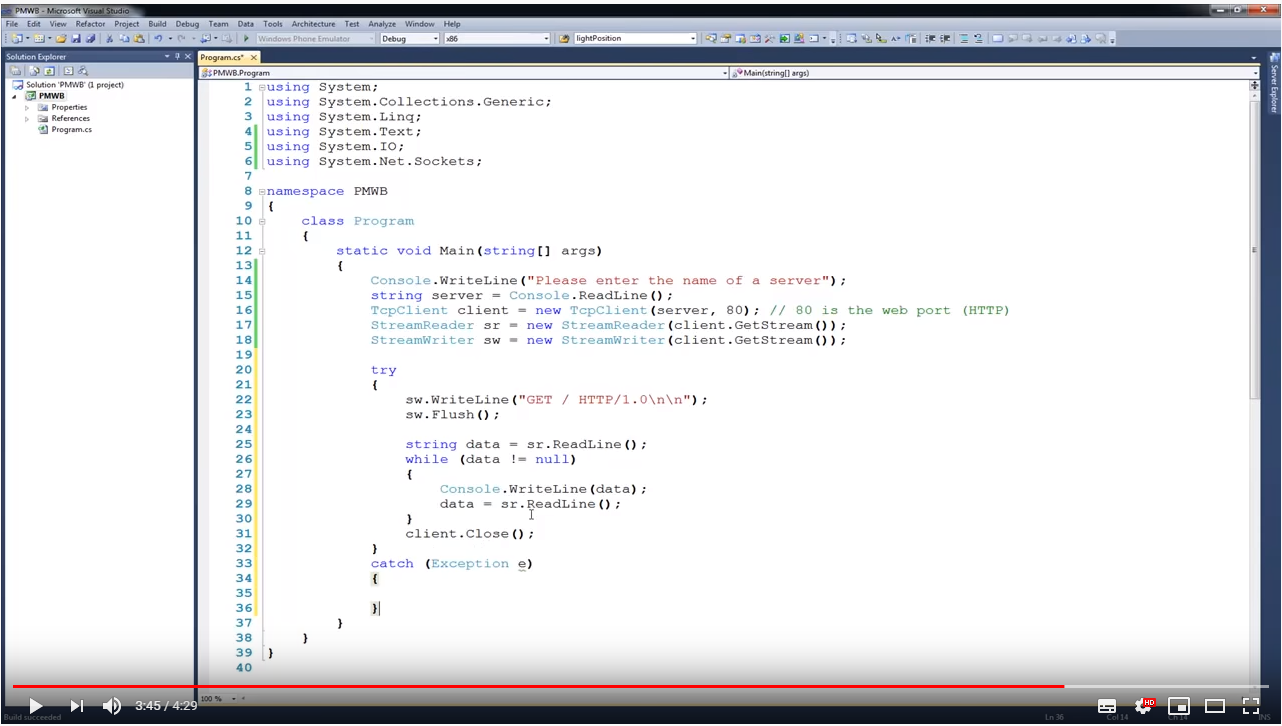 PMWB - Microsoft Visual Studio
File Edit View Refactor Project Build Debug Team Data Tools Architecture Test Analyze Window Help
Windows Phone Emulator Debug x86 lightPosition
Solution Explorer
Program.cs*
PMWB.Program
Main(string[] args)
Solution 'PMWB' (1 project)
PMWB
Properties
References
Program.cs
Server Explorer
1 using System;
2 using System.Collections.Generic;
3 using System.Linq;
4 using System.Text;
5 using System.IO;
6 using System.Net.Sockets;
7
8 namespace PMWB
9 {
10     class Program
11     {
12         static void Main(string[] args)
13         {
14             Console.WriteLine("Please enter the name of a server");
15             string server = Console.ReadLine();
16             TcpClient client = new TcpClient(server, 80); // 80 is the web port (HTTP)
17             StreamReader sr = new StreamReader(client.GetStream());
18             StreamWriter sw = new StreamWriter(client.GetStream());
19
20             try
21             {
22                 sw.WriteLine("GET / HTTP/1.0\n\n");
23                 sw.Flush();
24
25                 string data = sr.ReadLine();
26                 while (data != null)
27                 {
28                     Console.WriteLine(data);
29                     data = sr.ReadLine();
30                 }
31                 client.Close();
32             }
33             catch (Exception e)
34             {
35
36             }
37         }
38     }
39 }
40
100 %
3:45 / 4:29
HD
Build succeeded
Ln 36 Col 14 Ch 14 INS